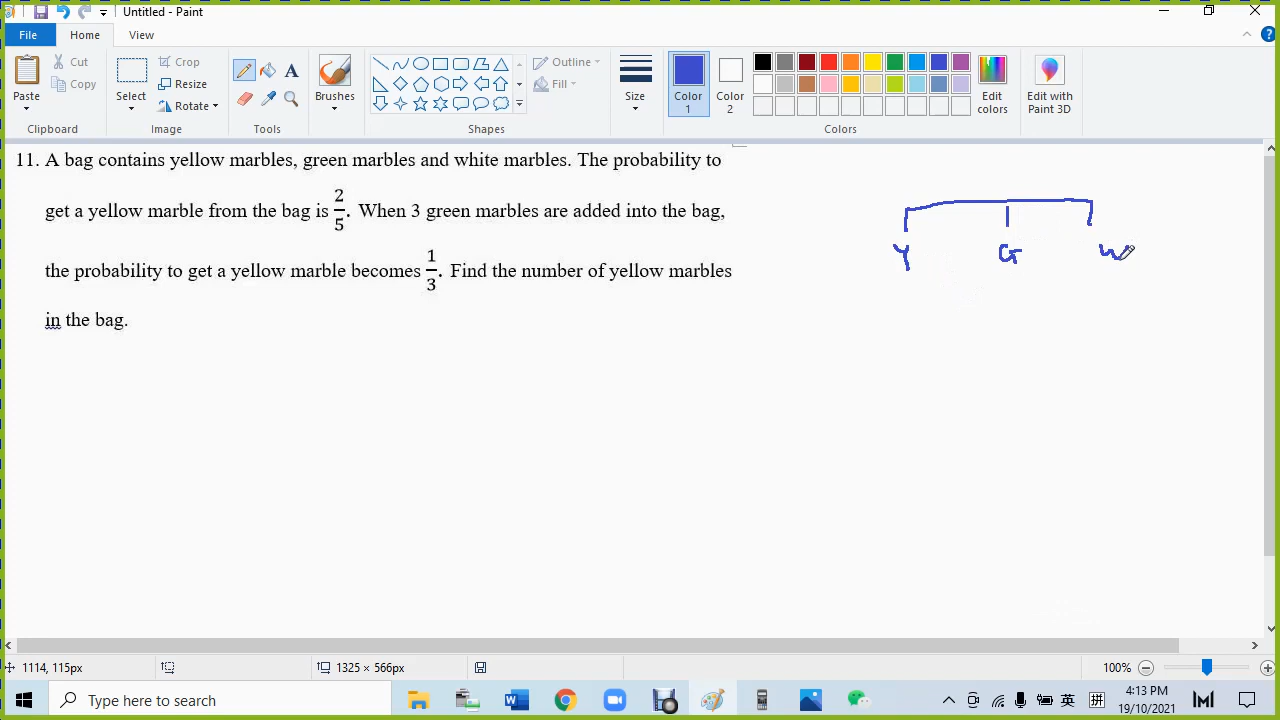 Untitled - Paint
File Home View
Paste Cut Copy
Clipboard
Select Crop Resize Rotate
Image
A
Tools
Brushes
Outline Fill
Shapes
Size
Color 1 Color 2
Edit colors
Colors
Edit with Paint 3D
11. A bag contains yellow marbles, green marbles and white marbles. The probability to
get a yellow marble from the bag is 2/5. When 3 green marbles are added into the bag,
the probability to get a yellow marble becomes 1/3. Find the number of yellow marbles
in the bag.
Y G W
1114, 115px 1325 × 566px 100%
Type here to search
英 拼 4:13 PM
19/10/2021